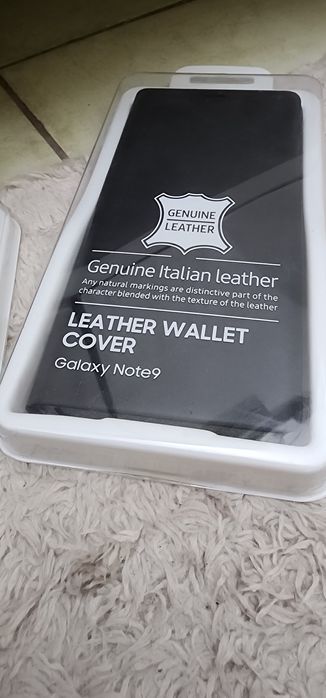 GENUINE
LEATHER
Genuine Italian leather
Any natural markings are distinctive part of the
character blended with the texture of the leather
LEATHER WALLET
COVER
Galaxy Note9